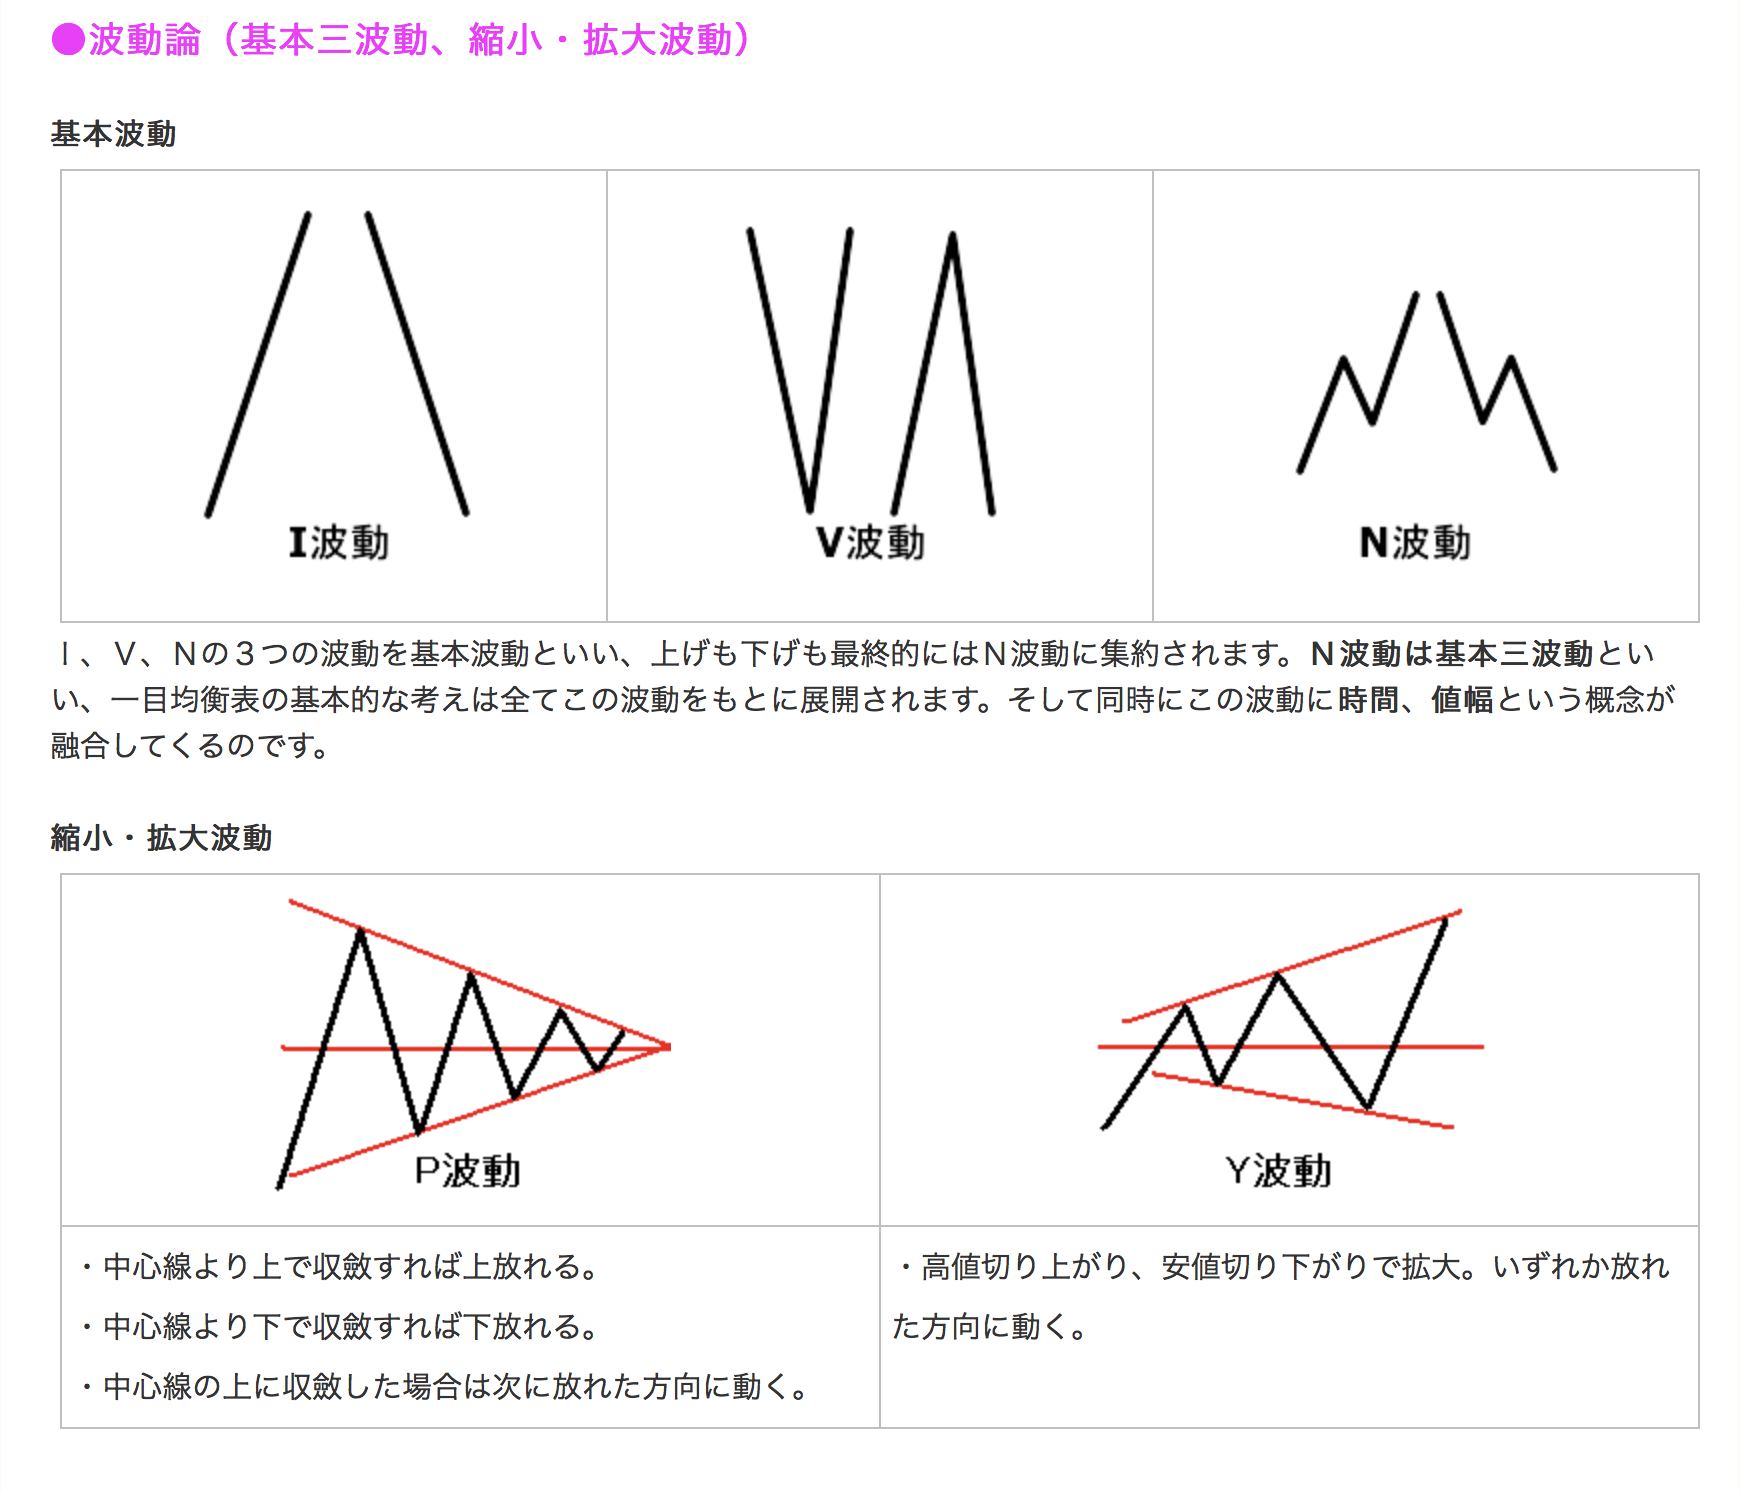 ●波動論（基本三波動、縮小・拡大波動）
基本波動
I波動
V波動
N波動
Ｉ、Ｖ、Ｎの３つの波動を基本波動といい、上げも下げも最終的にはＮ波動に集約されます。Ｎ波動は基本三波動とい
い、一目均衡表の基本的な考えは全てこの波動をもとに展開されます。そして同時にこの波動に時間、値幅という概念が
融合してくるのです。
縮小・拡大波動
P波動
Y波動
・中心線より上で収斂すれば上放れる。
・中心線より下で収斂すれば下放れる。
・中心線の上に収斂した場合は次に放れた方向に動く。
・高値切り上がり、安値切り下がりで拡大。いずれか放れ
た方向に動く。